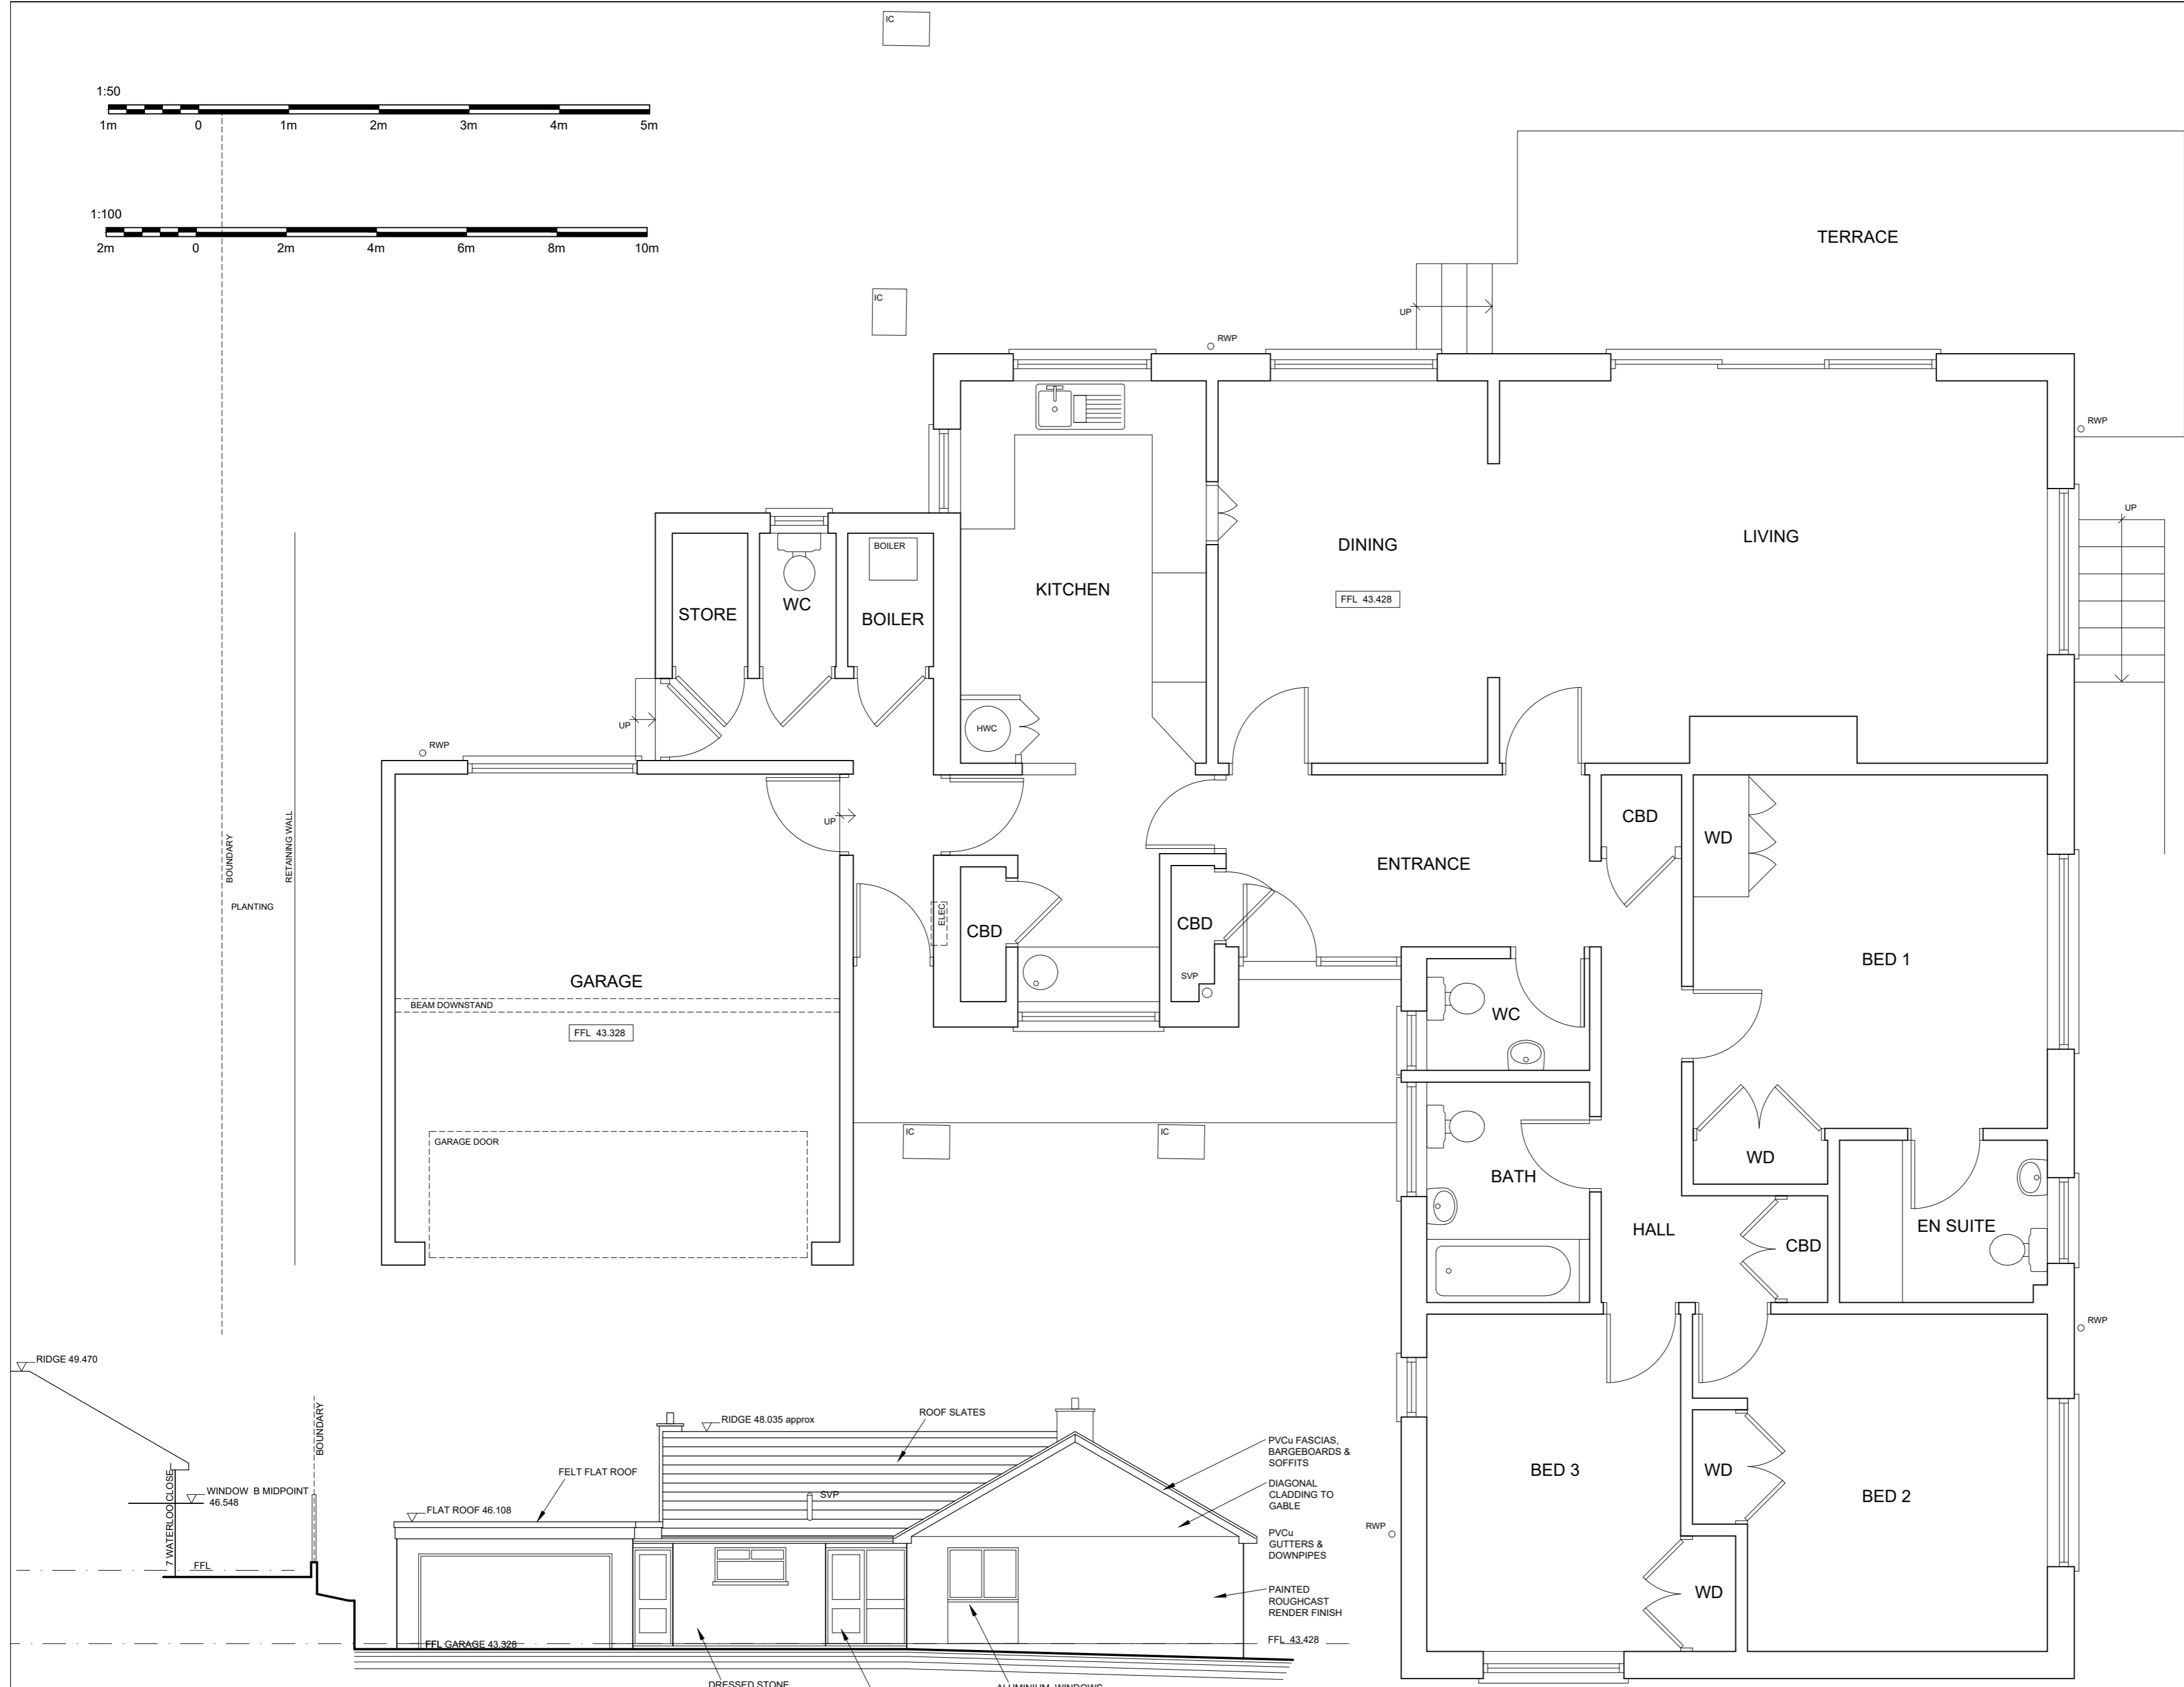 IC
1:50
1m 0 1m 2m 3m 4m 5m
1:100
2m 0 2m 4m 6m 8m 10m
TERRACE
IC
UP
RWP
RWP
UP
DINING
LIVING
FFL 43.428
KITCHEN
BOILER
STORE
WC
BOILER
HWC
UP
RWP
UP
BOUNDARY
RETAINING WALL
PLANTING
CBD
WD
ENTRANCE
ELEC
CBD
CBD
SVP
BED 1
GARAGE
BEAM DOWNSTAND
FFL 43.328
WC
GARAGE DOOR
IC
IC
BATH
WD
HALL
CBD
EN SUITE
RWP
BED 3
WD
BED 2
WD
RWP
RIDGE 49.470
BOUNDARY
7 WATERLOO CLOSE
WINDOW B MIDPOINT
46.548
FFL
RIDGE 48.035 approx
ROOF SLATES
FELT FLAT ROOF
FLAT ROOF 46.108
SVP
PVCu FASCIAS,
BARGEBOARDS &
SOFFITS
DIAGONAL
CLADDING TO
GABLE
PVCu
GUTTERS &
DOWNPIPES
PAINTED
ROUGHCAST
RENDER FINISH
FFL GARAGE 43.328
FFL 43.428
DRESSED STONE
ALUMINIUM WINDOWS